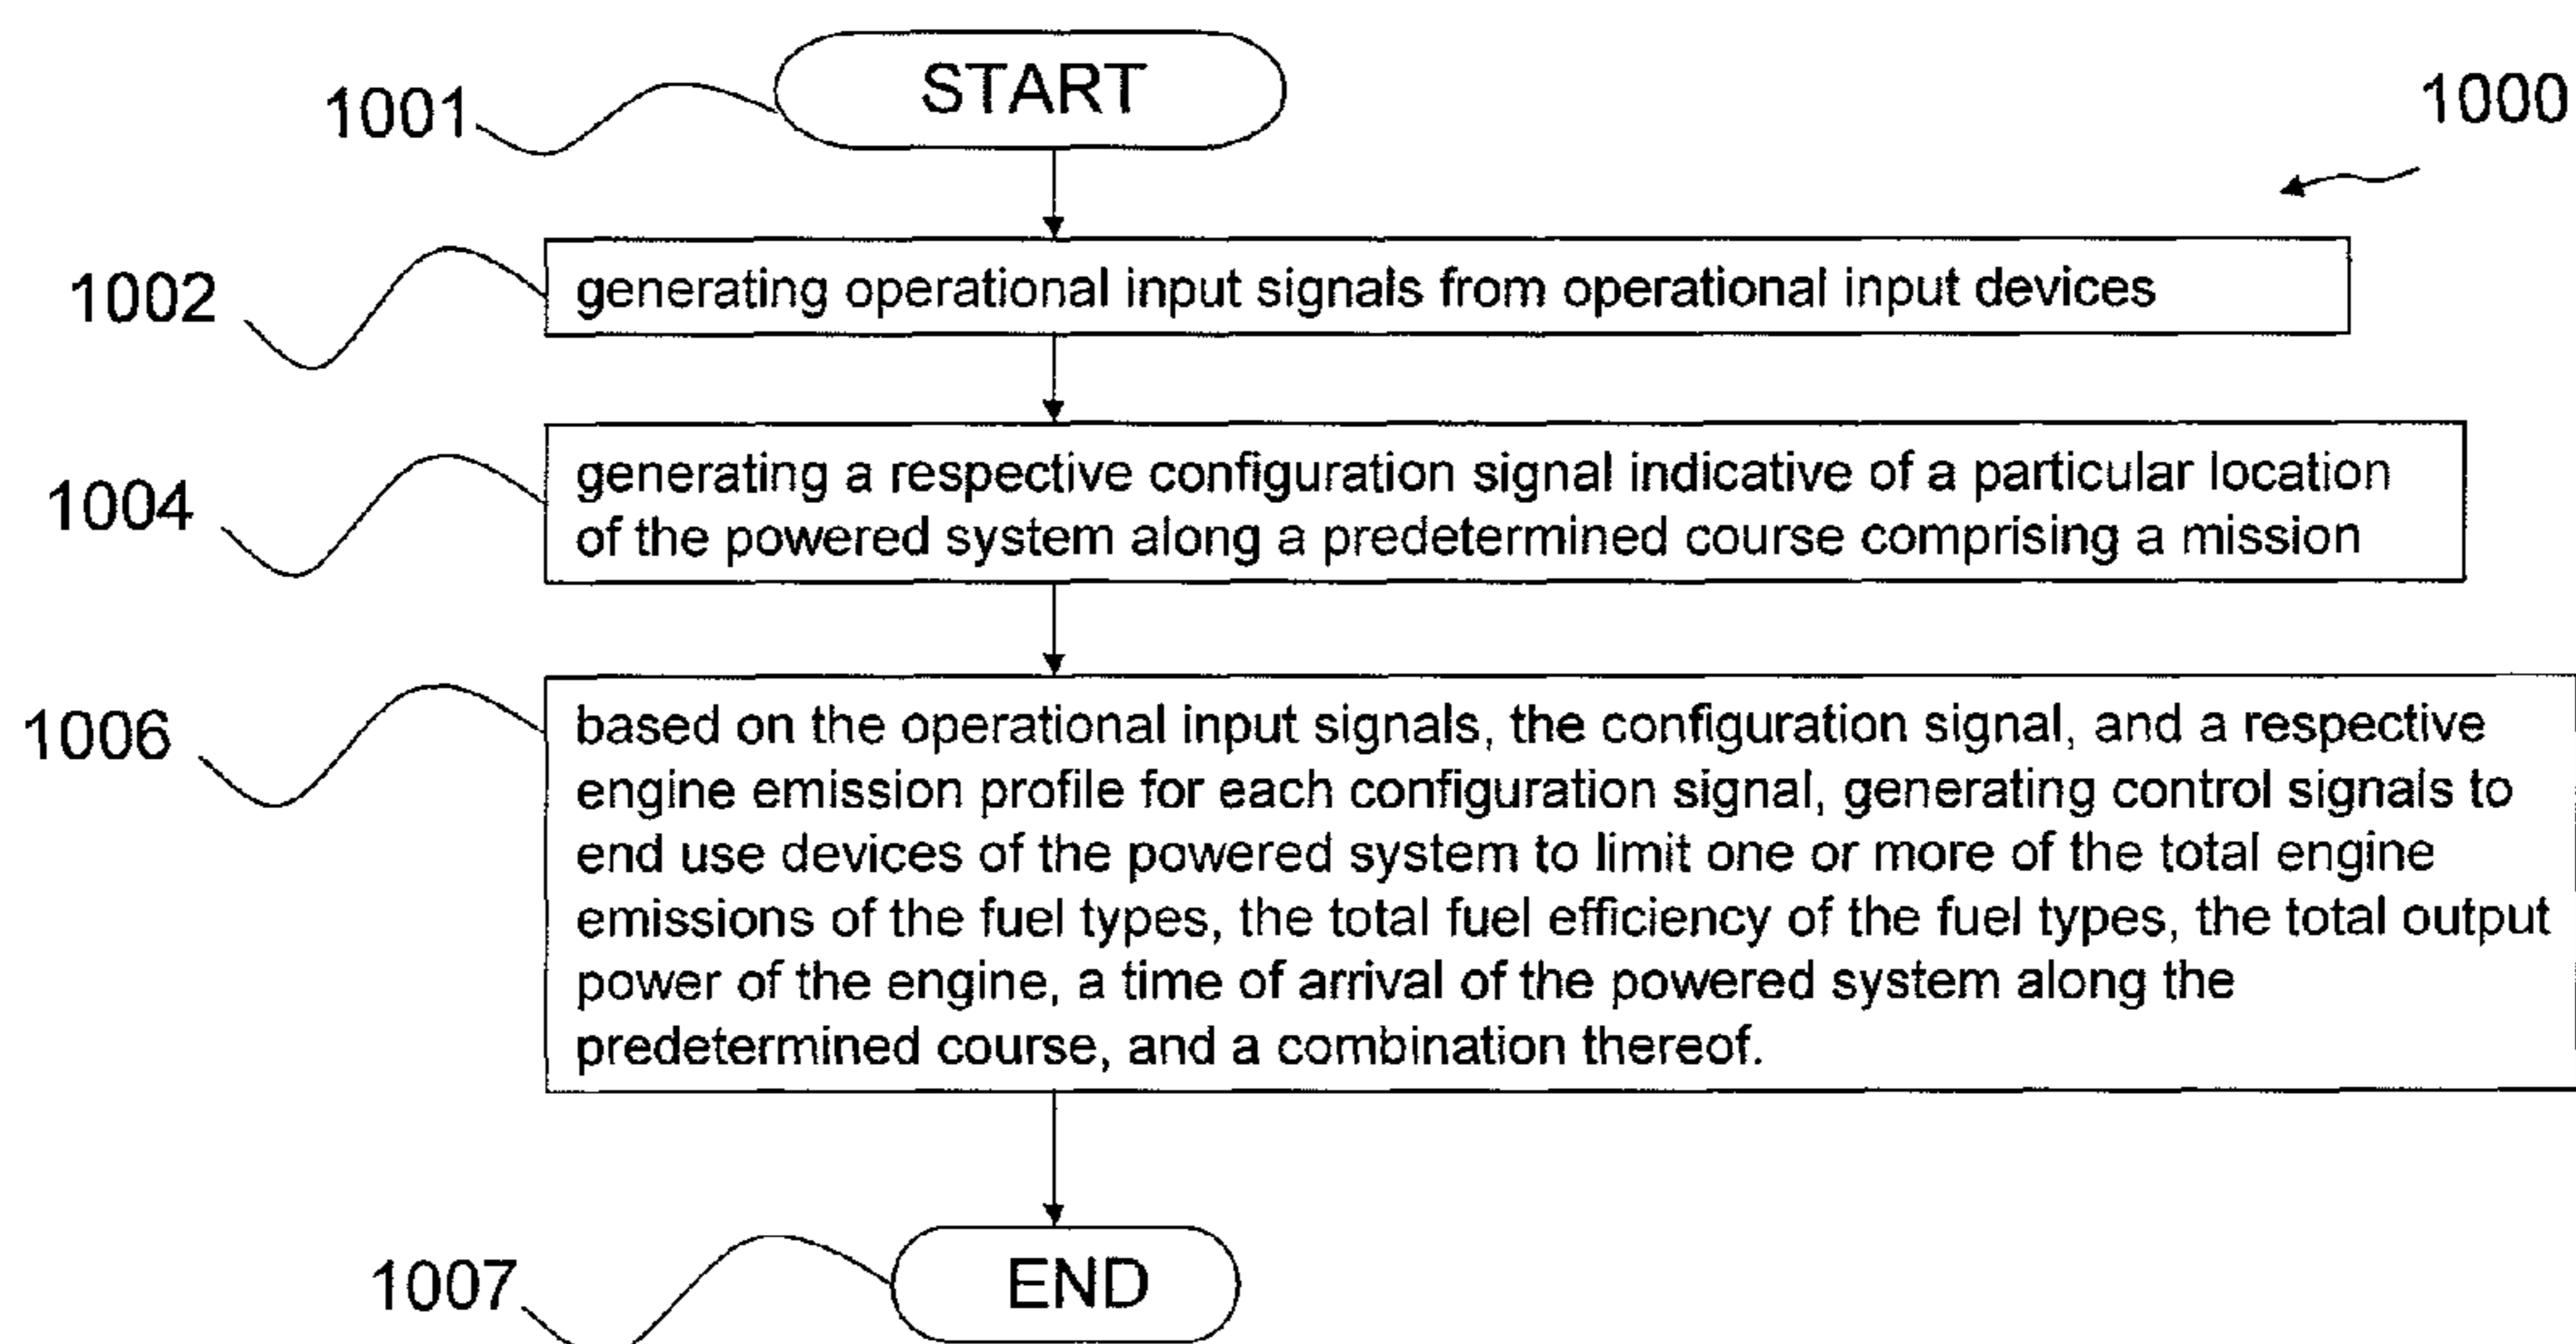 START
1001
1000
1002
generating operational input signals from operational input devices
1004
generating a respective configuration signal indicative of a particular location
of the powered system along a predetermined course comprising a mission
1006
based on the operational input signals, the configuration signal, and a respective
engine emission profile for each configuration signal, generating control signals to
end use devices of the powered system to limit one or more of the total engine
emissions of the fuel types, the total fuel efficiency of the fuel types, the total output
power of the engine, a time of arrival of the powered system along the
predetermined course, and a combination thereof.
1007
END